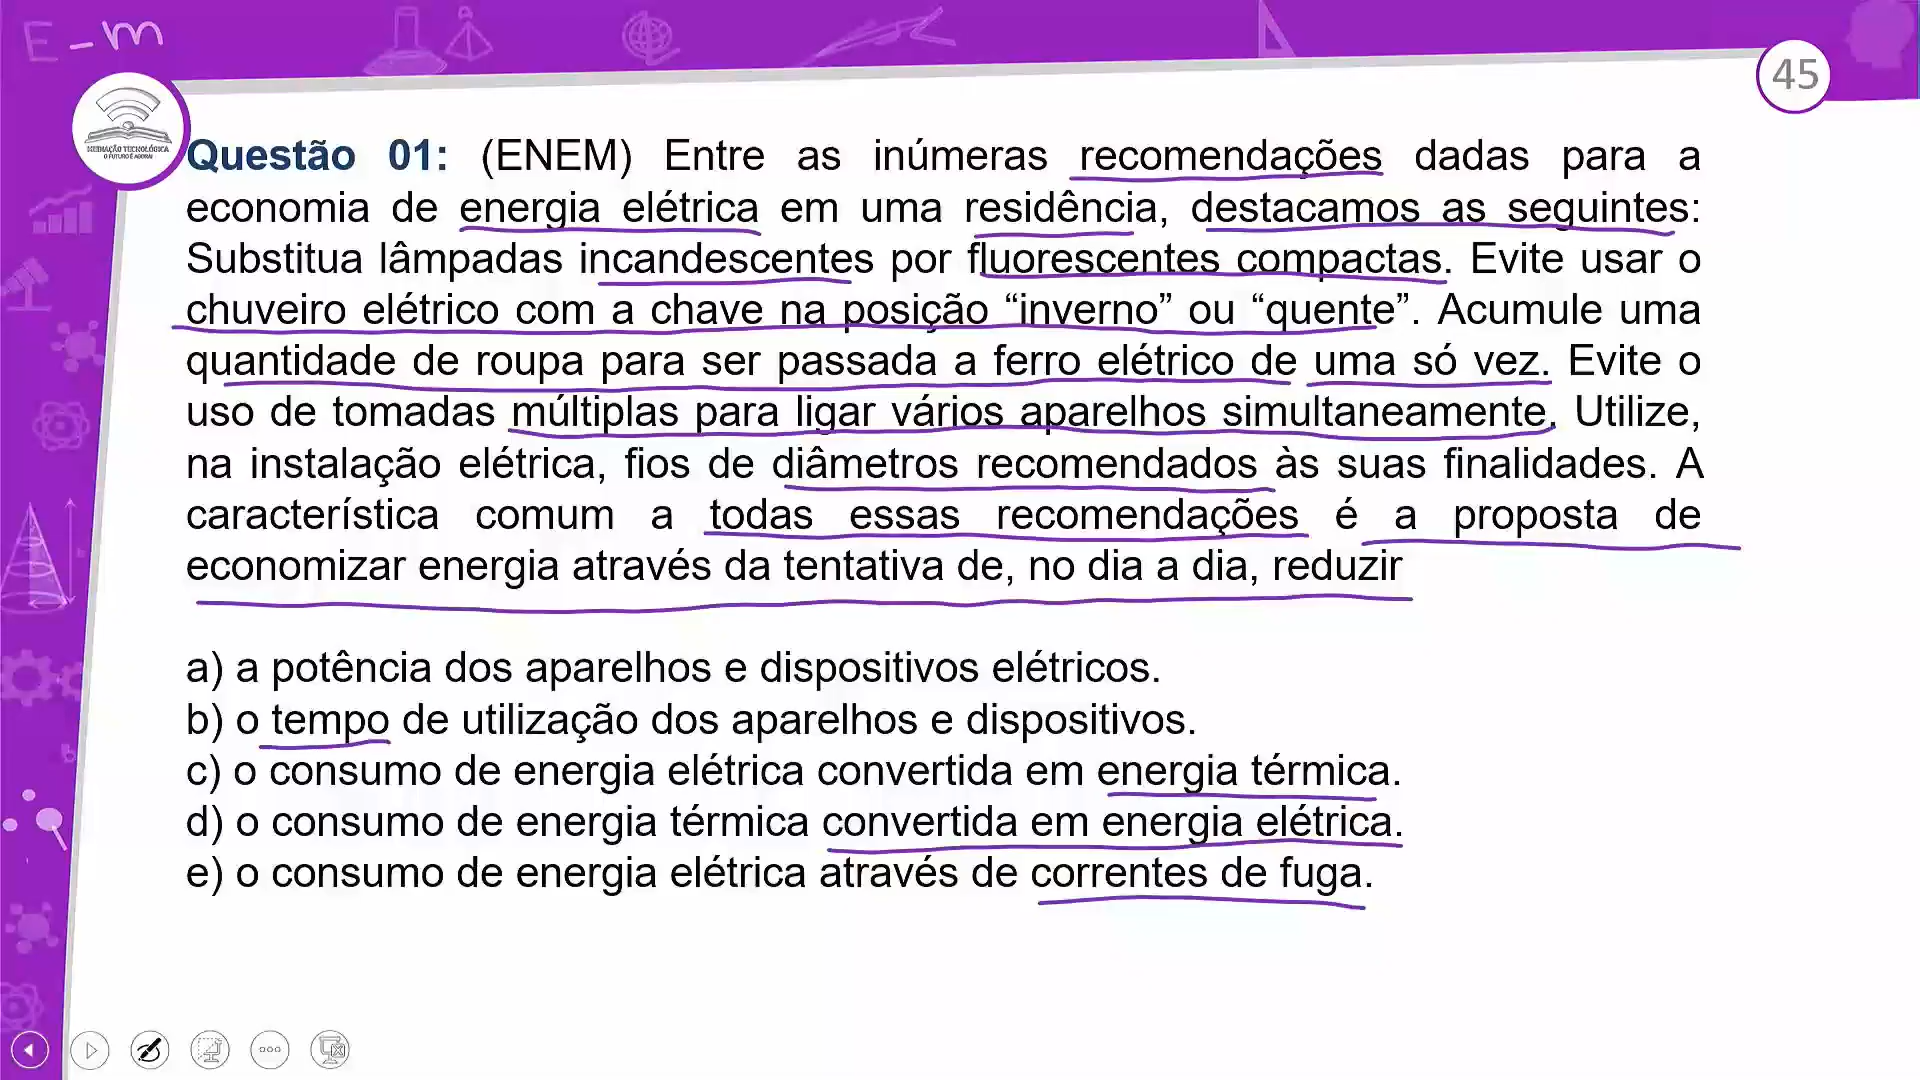 E - m
45
MEDIAÇÃO TECNOLÓGICA
O FUTURO É AGORA!
Questão 01: (ENEM) Entre as inúmeras recomendações dadas para a
economia de energia elétrica em uma residência, destacamos as seguintes:
Substitua lâmpadas incandescentes por fluorescentes compactas. Evite usar o
chuveiro elétrico com a chave na posição “inverno” ou “quente”. Acumule uma
quantidade de roupa para ser passada a ferro elétrico de uma só vez. Evite o
uso de tomadas múltiplas para ligar vários aparelhos simultaneamente. Utilize,
na instalação elétrica, fios de diâmetros recomendados às suas finalidades. A
característica comum a todas essas recomendações é a proposta de
economizar energia através da tentativa de, no dia a dia, reduzir
a) a potência dos aparelhos e dispositivos elétricos.
b) o tempo de utilização dos aparelhos e dispositivos.
c) o consumo de energia elétrica convertida em energia térmica.
d) o consumo de energia térmica convertida em energia elétrica.
e) o consumo de energia elétrica através de correntes de fuga.